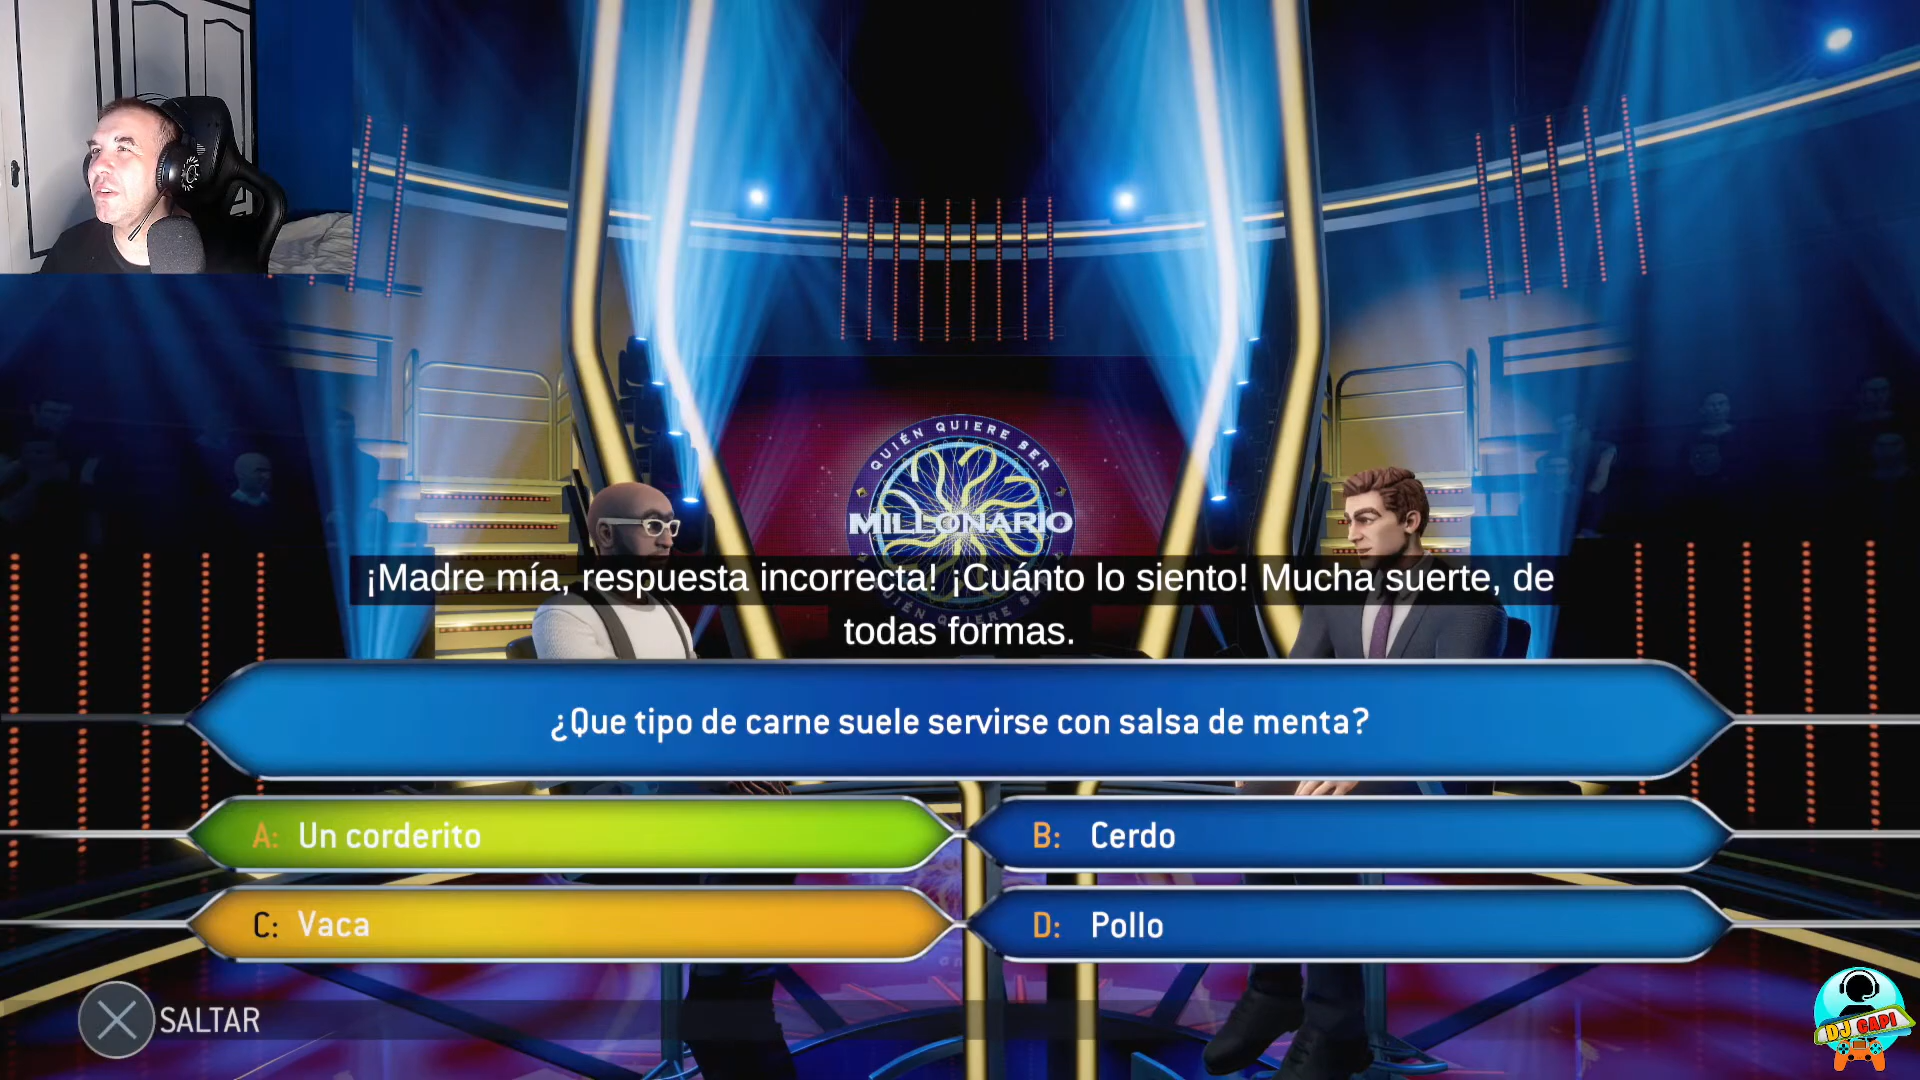 QUIÉN QUIERE SER
MILLONARIO
¡Madre mía, respuesta incorrecta! ¡Cuánto lo siento! Mucha suerte, de
todas formas.
¿Que tipo de carne suele servirse con salsa de menta?
A: Un corderito
B: Cerdo
C: Vaca
D: Pollo
SALTAR
DJ CAPI